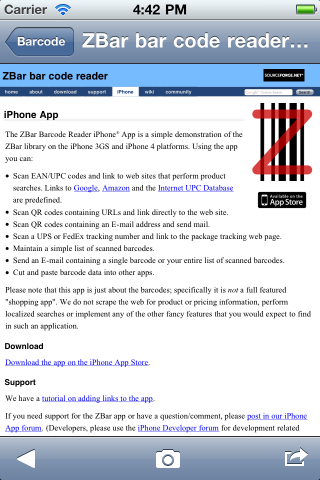 Carrier 4:42 PM
Barcode ZBar bar code reader...
ZBar bar code reader
SOURCEFORGE.NET®
home about download support iPhone wiki community Search
iPhone App
The ZBar Barcode Reader iPhone® App is a simple demonstration of the
ZBar library on the iPhone 3GS and iPhone 4 platforms. Using the app
you can:
Available on the
App Store
• Scan EAN/UPC codes and link to web sites that perform product
searches. Links to Google, Amazon and the Internet UPC Database
are predefined.
• Scan QR codes containing URLs and link directly to the web site.
• Scan QR codes containing an E-mail address and send mail.
• Scan a UPS or FedEx tracking number and link to the package tracking web page.
• Maintain a simple list of scanned barcodes.
• Send an E-mail containing a single barcode or your entire list of scanned barcodes.
• Cut and paste barcode data into other apps.
Please note that this app is just about the barcodes; specifically it is not a full featured
"shopping app". We do not scrape the web for product or pricing information, perform
localized searches or implement any of the other fancy features that you would expect to find
in such an application.
Download
Download the app on the iPhone App Store.
Support
We have a tutorial on adding links to the app.
If you need support for the ZBar app or have a question/comment, please post in our iPhone
App forum. (Developers, please use the iPhone Developer forum for development related